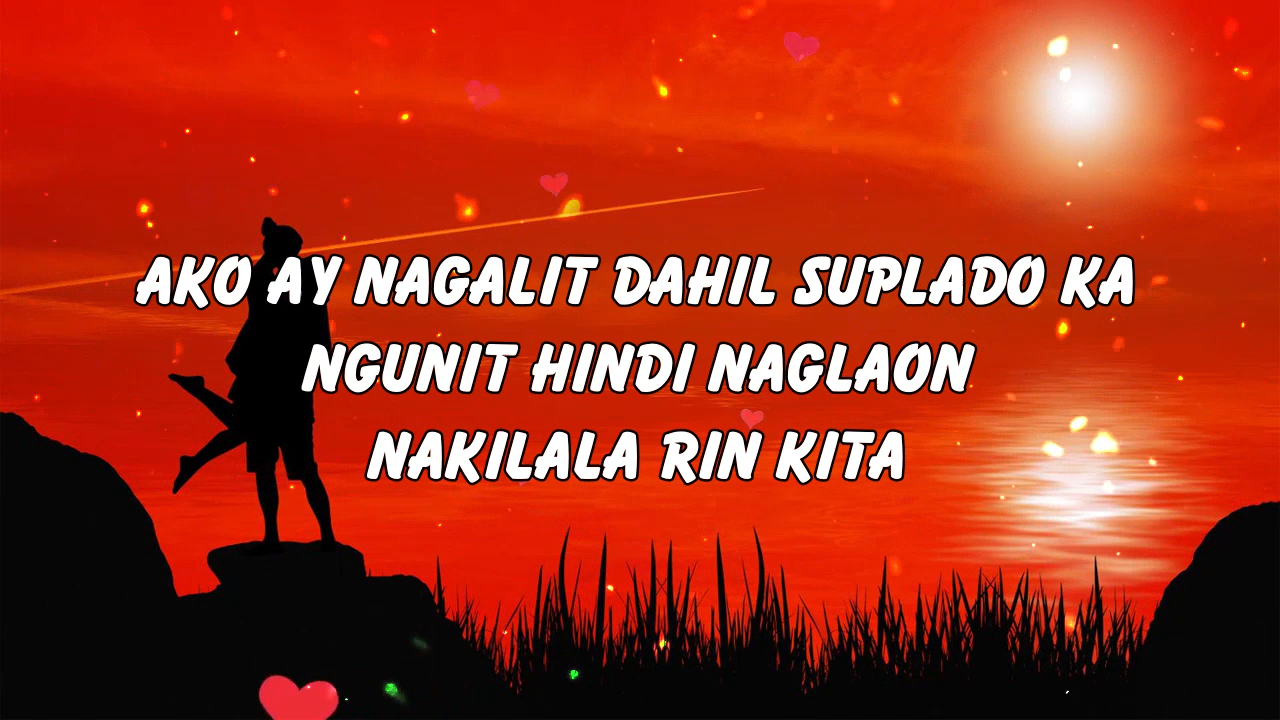 AKO AY NAGALIT DAHIL SUPLADO KA
NGUNIT HINDI NAGLAON
NAKILALA RIN KITA